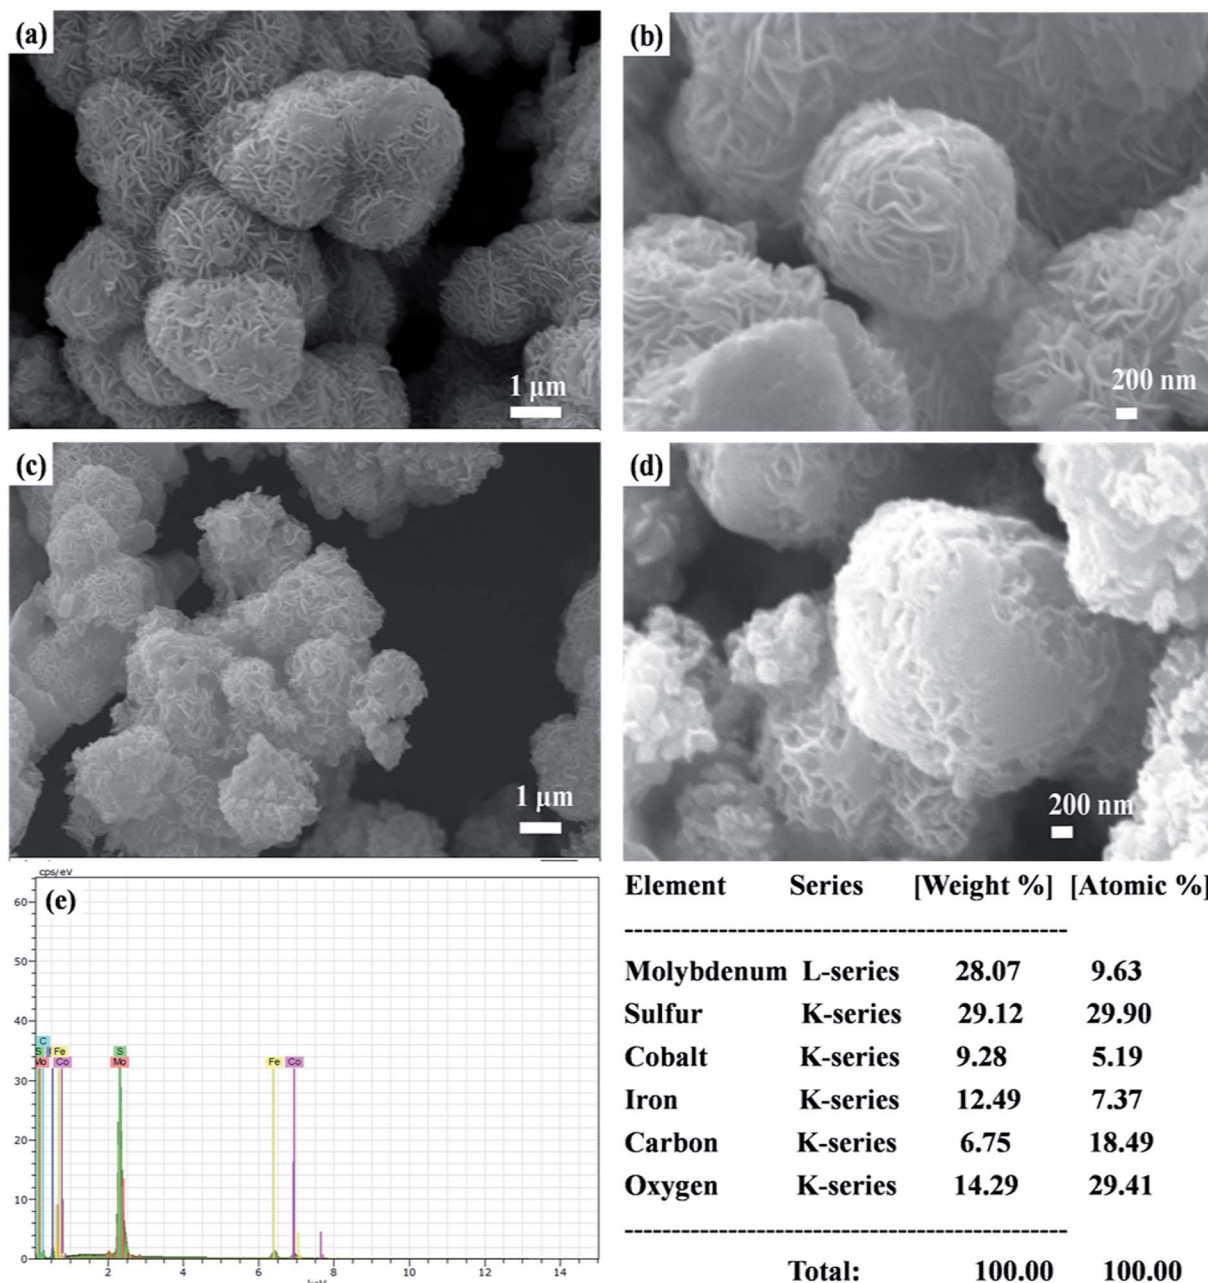 (a)
(b)
1 μm
200 nm
(c)
(d)
1 μm
200 nm
cps/eV
(e)
60
50
40
30
20
10
0
C
S Fe
Mo Co
S
Mo
Fe Co
2 4 6 8 10 12 14
Element Series [Weight %] [Atomic %]
Molybdenum L-series 28.07 9.63
Sulfur K-series 29.12 29.90
Cobalt K-series 9.28 5.19
Iron K-series 12.49 7.37
Carbon K-series 6.75 18.49
Oxygen K-series 14.29 29.41
Total: 100.00 100.00